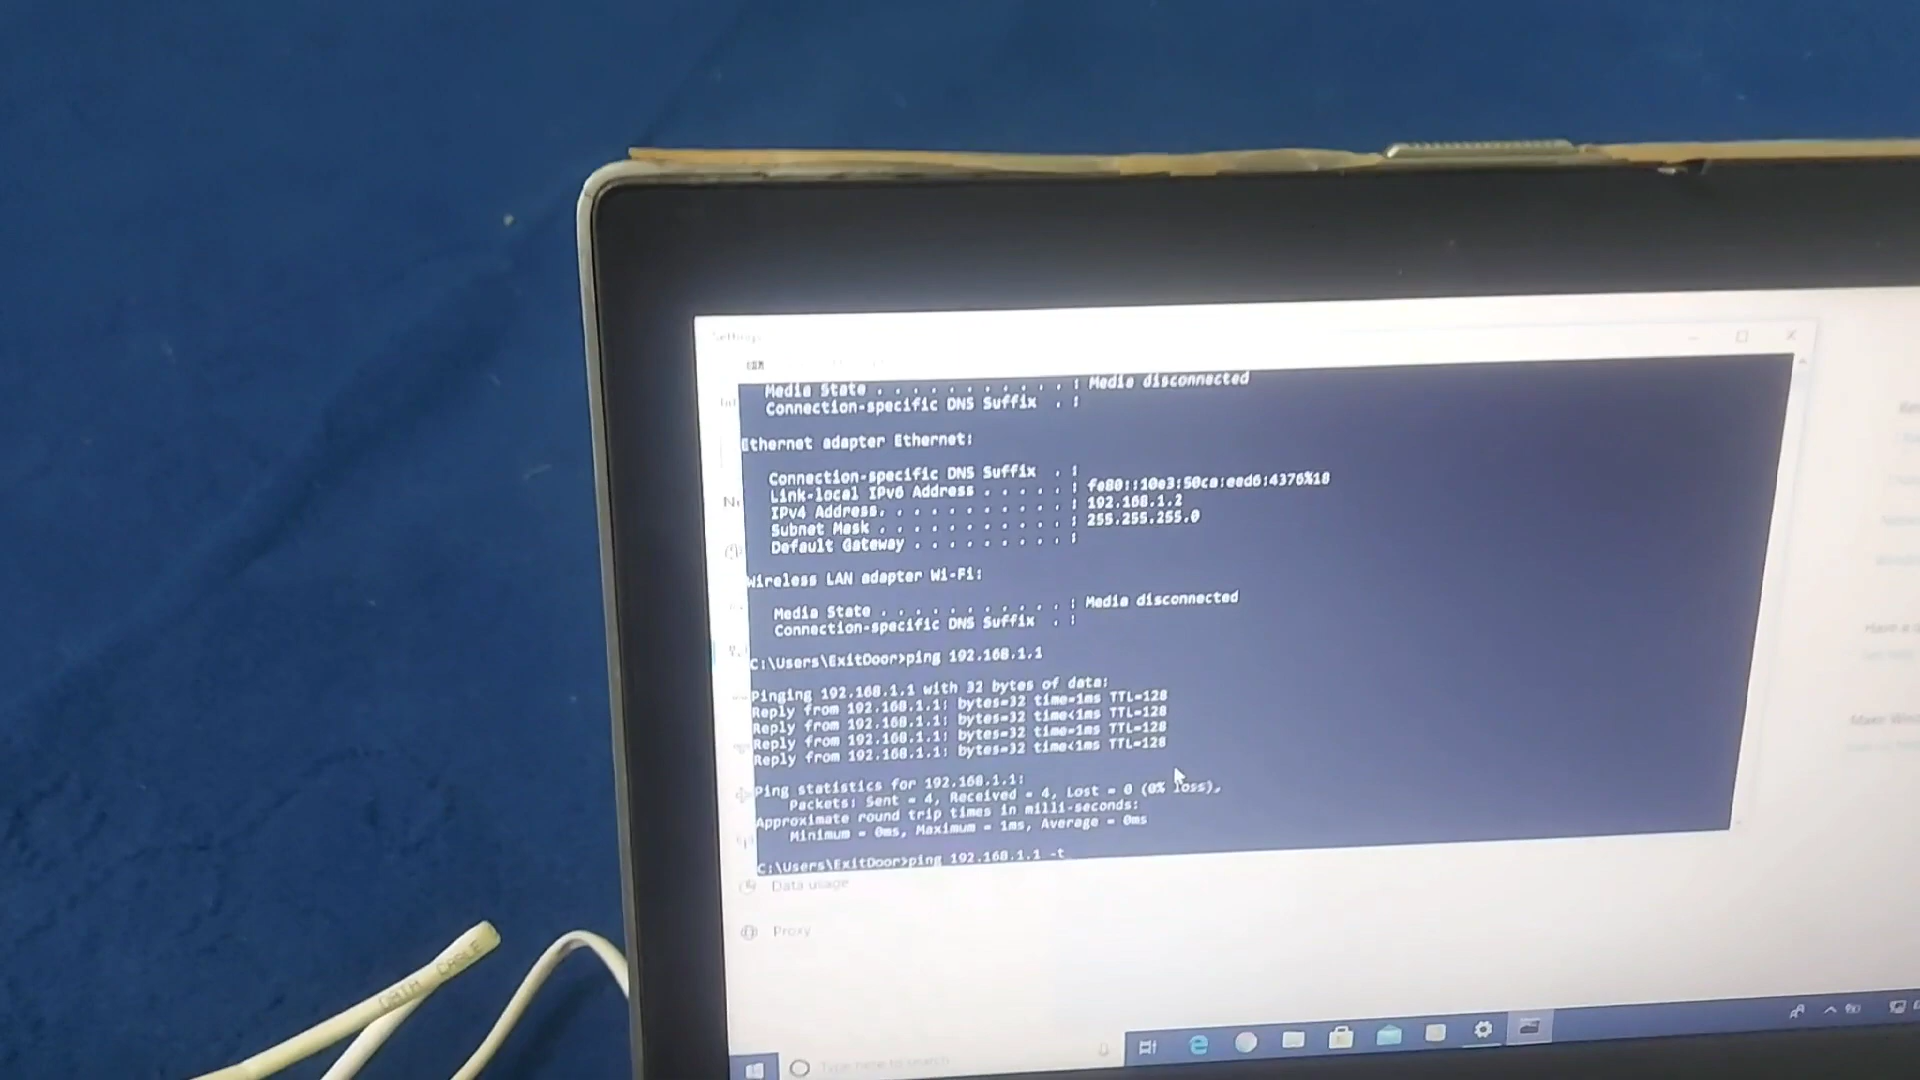 Settings
Media State . . . . . . . . . . . : Media disconnected
Connection-specific DNS Suffix . :
Ethernet adapter Ethernet:
Connection-specific DNS Suffix . :
Link-local IPv6 Address . . . . . : fe80::10e3:50ca:eed6:4376%18
IPv4 Address. . . . . . . . . . . : 192.168.1.2
Subnet Mask . . . . . . . . . . . : 255.255.255.0
Default Gateway . . . . . . . . . :
Wireless LAN adapter Wi-Fi:
Media State . . . . . . . . . . . : Media disconnected
Connection-specific DNS Suffix . :
C:\Users\ExitDoor>ping 192.168.1.1
Pinging 192.168.1.1 with 32 bytes of data:
Reply from 192.168.1.1: bytes=32 time=1ms TTL=128
Reply from 192.168.1.1: bytes=32 time<1ms TTL=128
Reply from 192.168.1.1: bytes=32 time=1ms TTL=128
Reply from 192.168.1.1: bytes=32 time<1ms TTL=128
Ping statistics for 192.168.1.1:
Packets: Sent = 4, Received = 4, Lost = 0 (0% loss),
Approximate round trip times in milli-seconds:
Minimum = 0ms, Maximum = 1ms, Average = 0ms
C:\Users\ExitDoor>ping 192.168.1.1 -t
Data usage
Proxy
Type here to search
CABLE